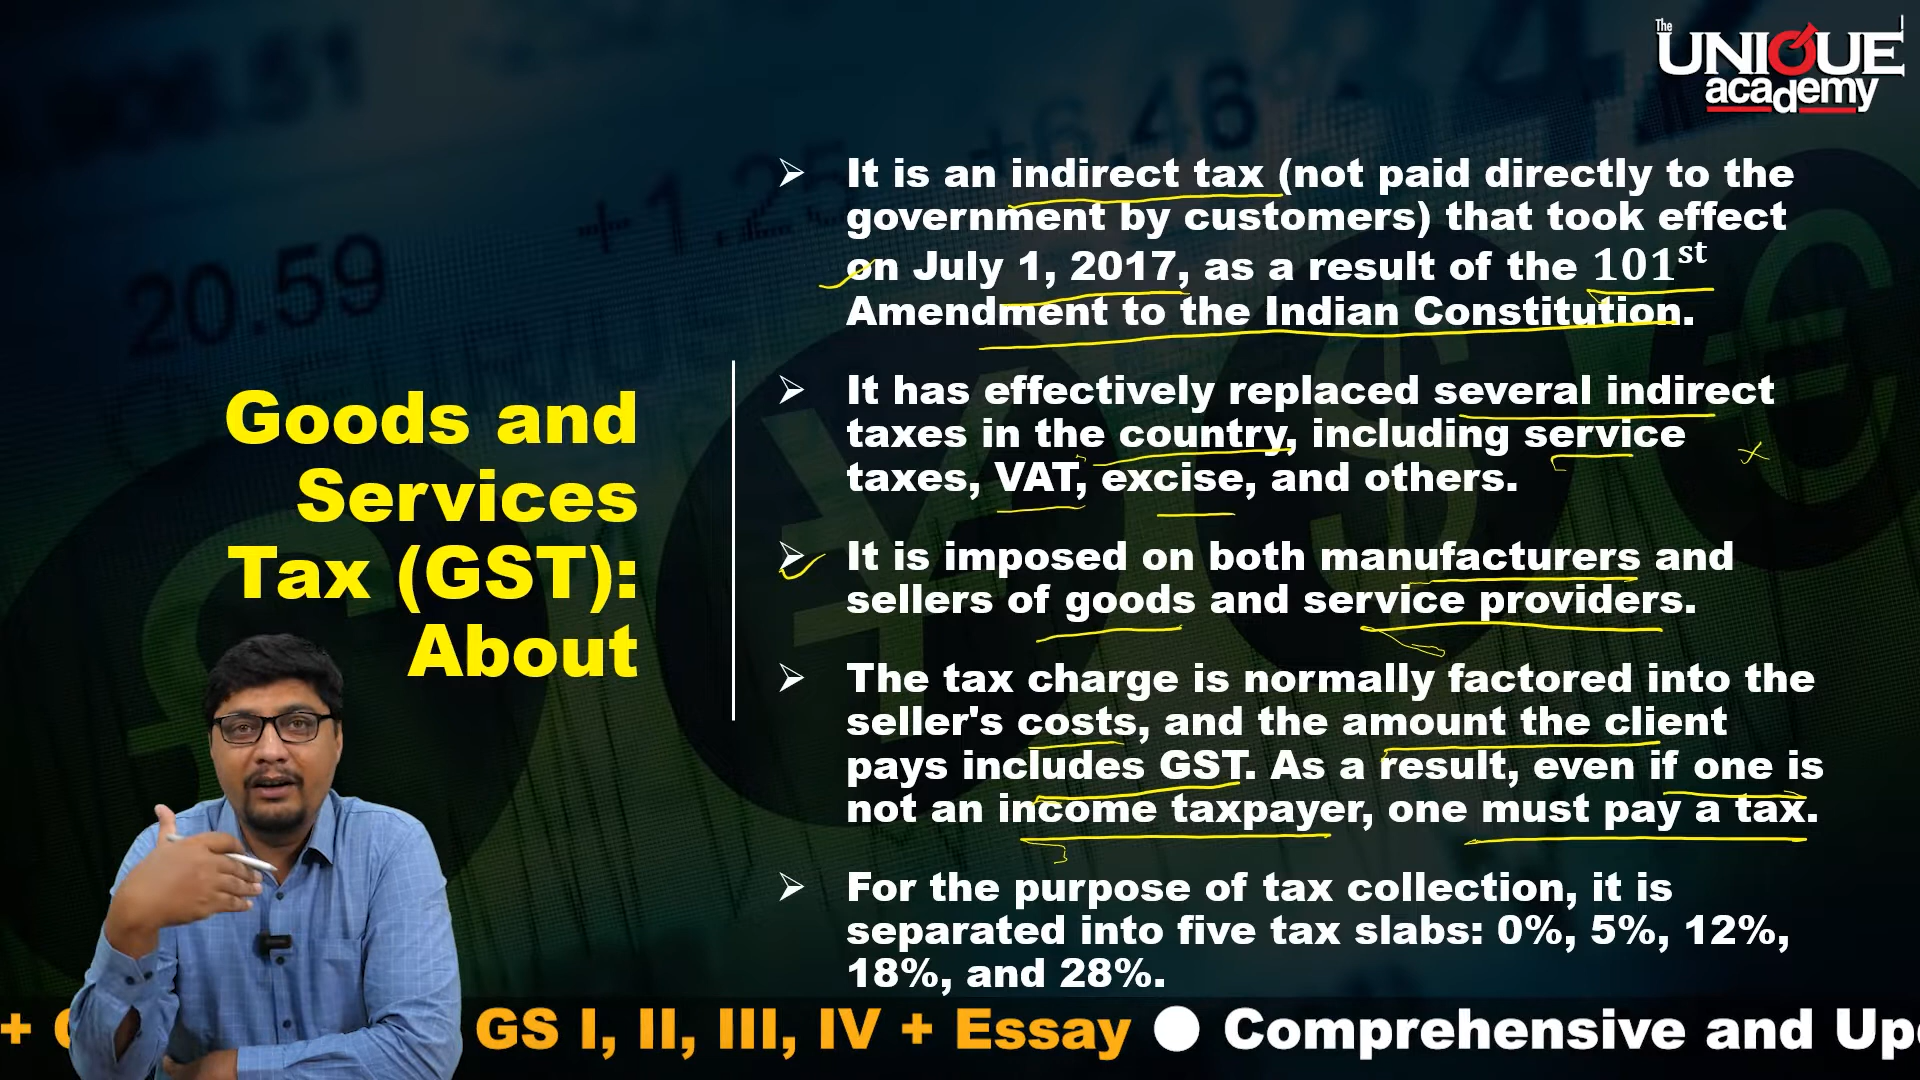 The
UNIQUE
academy
Goods and
Services
Tax (GST):
About
➢ It is an indirect tax (not paid directly to the
government by customers) that took effect
on July 1, 2017, as a result of the 101st
Amendment to the Indian Constitution.
➢ It has effectively replaced several indirect
taxes in the country, including service
taxes, VAT, excise, and others.
➢ It is imposed on both manufacturers and
sellers of goods and service providers.
➢ The tax charge is normally factored into the
seller's costs, and the amount the client
pays includes GST. As a result, even if one is
not an income taxpayer, one must pay a tax.
➢ For the purpose of tax collection, it is
separated into five tax slabs: 0%, 5%, 12%,
18%, and 28%.
GS I, II, III, IV + Essay ● Comprehensive and